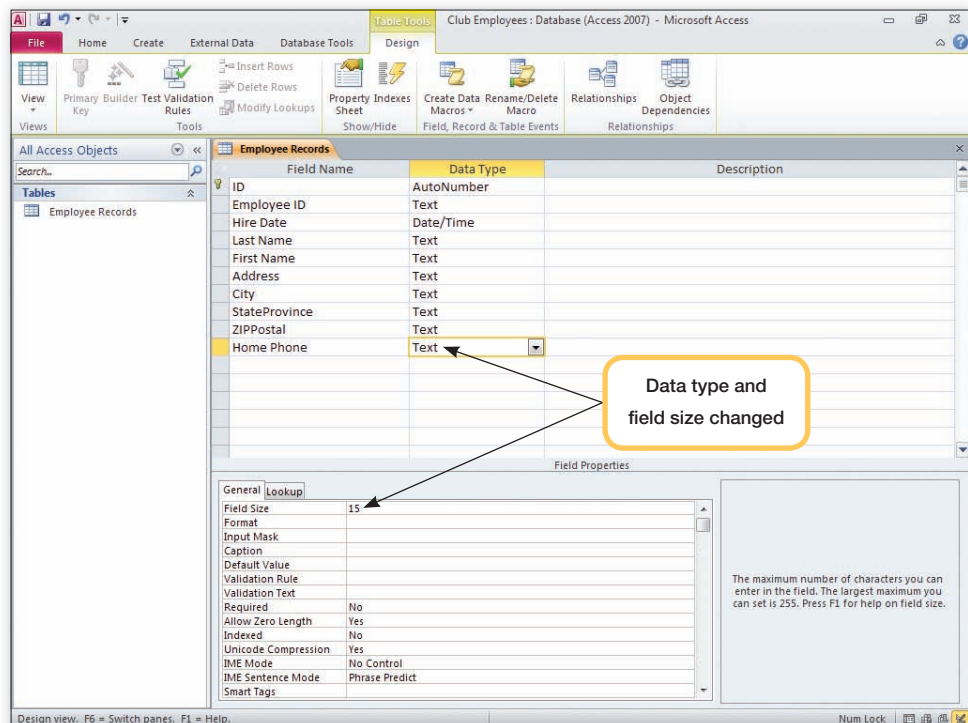 A
Table Tools
Club Employees : Database (Access 2007) - Microsoft Access
File Home Create External Data Database Tools Design
View
Views
Primary Key
Builder
Test Validation Rules
Insert Rows
Delete Rows
Modify Lookups
Tools
Property Sheet
Indexes
Show/Hide
Create Data Macros
Rename/Delete Macro
Field, Record & Table Events
Relationships
Object Dependencies
Relationships
All Access Objects
Search...
Tables
Employee Records
Employee Records
Field Name Data Type Description
ID AutoNumber
Employee ID Text
Hire Date Date/Time
Last Name Text
First Name Text
Address Text
City Text
StateProvince Text
ZIPPostal Text
Home Phone Text
Data type and
field size changed
Field Properties
General Lookup
Field Size 15
Format
Input Mask
Caption
Default Value
Validation Rule
Validation Text
Required No
Allow Zero Length Yes
Indexed No
Unicode Compression Yes
IME Mode No Control
IME Sentence Mode Phrase Predict
Smart Tags
The maximum number of characters you can
enter in the field. The largest maximum you
can set is 255. Press F1 for help on field size.
Design view. F6 = Switch panes. F1 = Help.
Num Lock